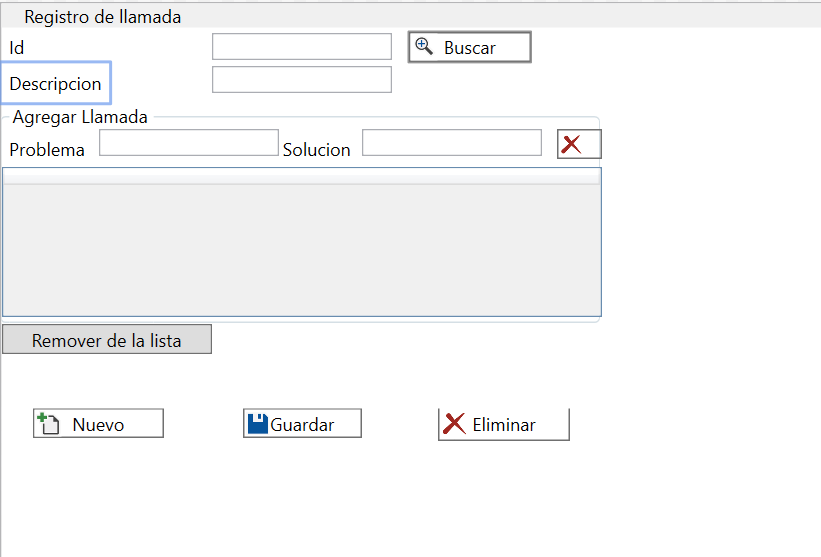 Registro de llamada
Id Buscar
Descripcion
Agregar Llamada
Problema Solucion
Remover de la lista
Nuevo Guardar Eliminar